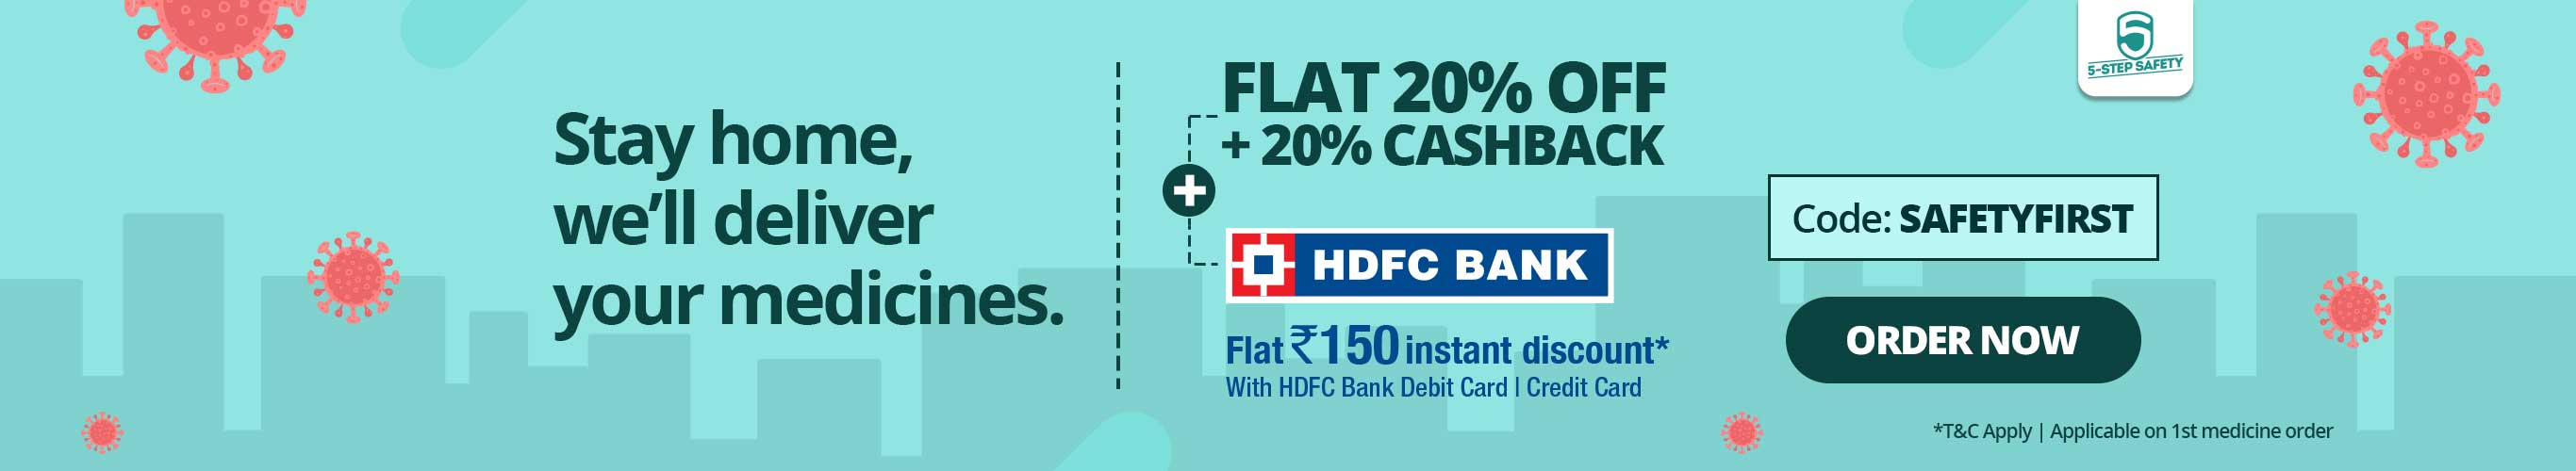 Stay home,
we'll deliver
your medicines.
FLAT 20% OFF
+ 20% CASHBACK
HDFC BANK
Flat ₹150 instant discount*
With HDFC Bank Debit Card | Credit Card
5
5-STEP SAFETY
Code: SAFETYFIRST
ORDER NOW
*T&C Apply | Applicable on 1st medicine order